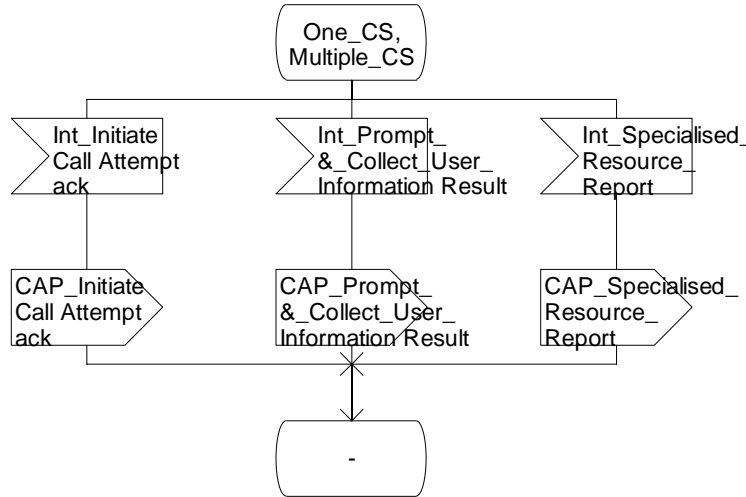 One_CS,
Multiple_CS
Int_Initiate
Call Attempt
ack
Int_Prompt_
&_Collect_User_
Information Result
Int_Specialised_
Resource_
Report
CAP_Initiate
Call Attempt
ack
CAP_Prompt_
&_Collect_User_
Information Result
CAP_Specialised_
Resource_
Report
-